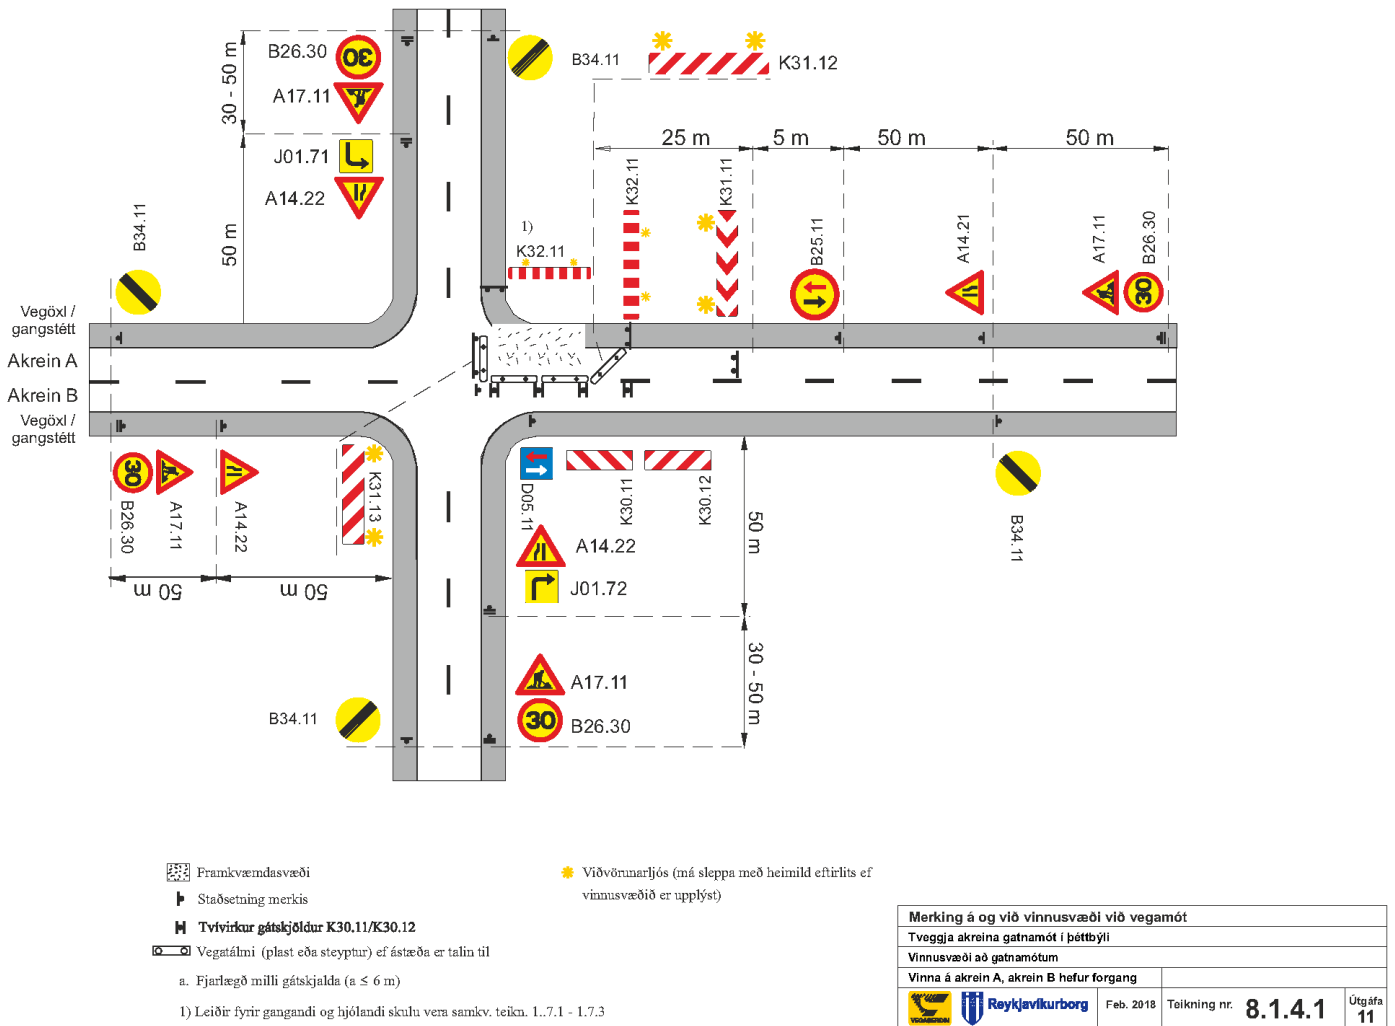 B26.30
30
A17.11
30 - 50 m
J01.71
A14.22
50 m
B34.11
B34.11
K31.12
25 m
5 m
50 m
50 m
K32.11
K31.11
1)
K32.11
B25.11
A14.21
A17.11
B26.30
30
Vegöxl /
gangstétt
Akrein A
Akrein B
Vegöxl /
gangstétt
30
B26.30
A17.11
A14.22
K31.13
50 m
50 m
D05.11
K30.11
K30.12
B34.11
A14.22
J01.72
50 m
30 - 50 m
A17.11
30
B26.30
B34.11
Framkvæmdasvæði
Staðsetning merkis
Tvívirkur gátskjöldur K30.11/K30.12
Vegatálmi (plast eða steyptur) ef ástæða er talin til
a. Fjarlægð milli gátskjalda (a ≤ 6 m)
1) Leiðir fyrir gangandi og hjólandi skulu vera samkv. teikn. 1..7.1 - 1.7.3
Viðvörunarljós (má sleppa með heimild eftirlits ef
vinnusvæðið er upplýst)
Merking á og við vinnusvæði við vegamót
Tveggja akreina gatnamót í þéttbýli
Vinnusvæði að gatnamótum
Vinna á akrein A, akrein B hefur forgang
VEGAGERÐIN
Reykjavíkurborg
Feb. 2018
Teikning nr. 8.1.4.1
Útgáfa
11